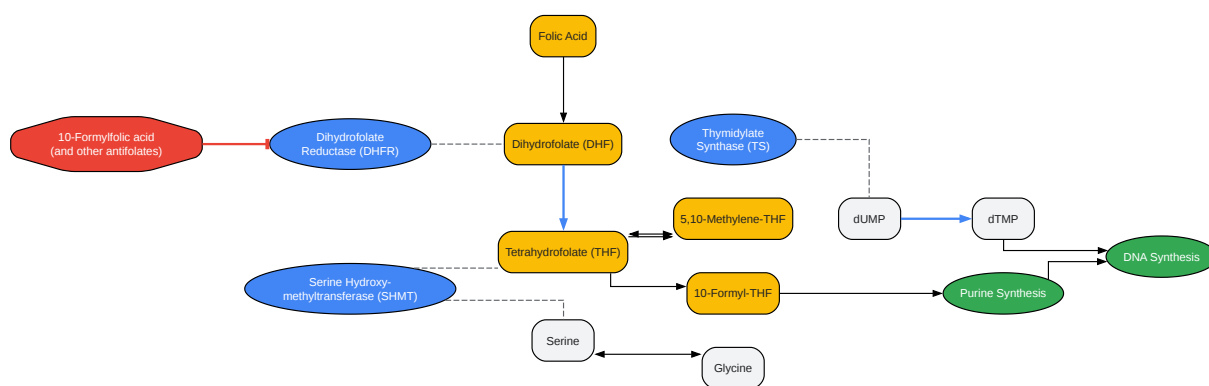 Folic Acid
10-Formylfolic acid
(and other antifolates)
Dihydrofolate
Reductase (DHFR)
Dihydrofolate (DHF)
Thymidylate
Synthase (TS)
5,10-Methylene-THF
dUMP
dTMP
Tetrahydrofolate (THF)
DNA Synthesis
Serine Hydroxy-
methyltransferase (SHMT)
10-Formyl-THF
Purine Synthesis
Serine
Glycine